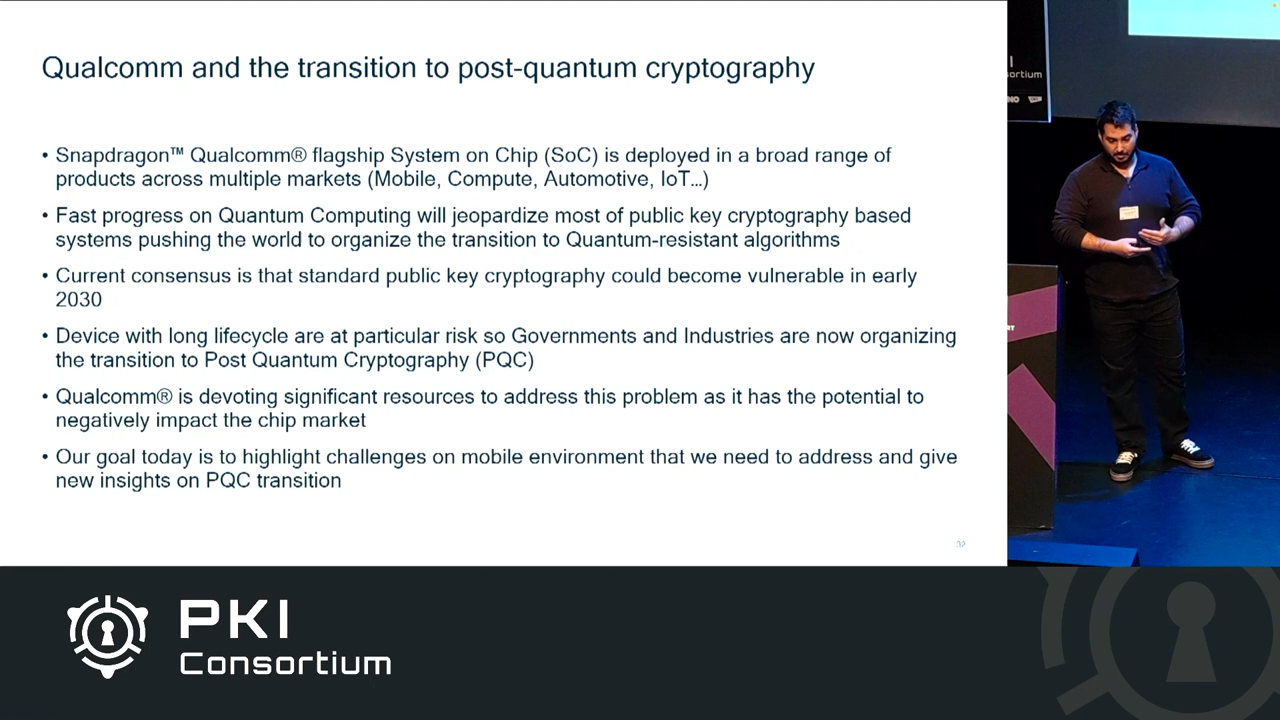 Qualcomm and the transition to post-quantum cryptography
• Snapdragon™ Qualcomm® flagship System on Chip (SoC) is deployed in a broad range of
products across multiple markets (Mobile, Compute, Automotive, IoT...)
• Fast progress on Quantum Computing will jeopardize most of public key cryptography based
systems pushing the world to organize the transition to Quantum-resistant algorithms
• Current consensus is that standard public key cryptography could become vulnerable in early
2030
• Device with long lifecycle are at particular risk so Governments and Industries are now organizing
the transition to Post Quantum Cryptography (PQC)
• Qualcomm® is devoting significant resources to address this problem as it has the potential to
negatively impact the chip market
• Our goal today is to highlight challenges on mobile environment that we need to address and give
new insights on PQC transition
PKI
Consortium